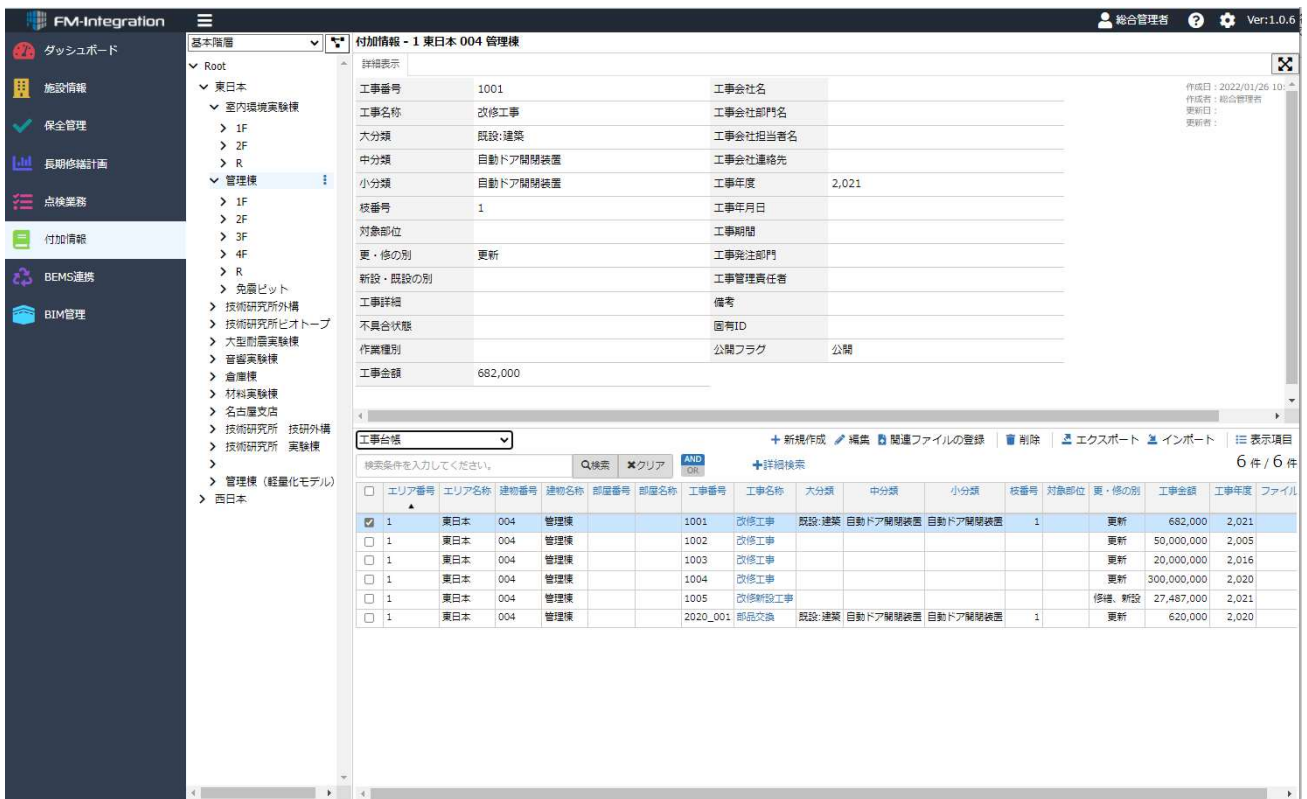 FM-Integration
総合管理者
Ver:1.0.6
ダッシュボード
施設情報
保全管理
長期修繕計画
点検業務
付加情報
BEMS連携
BIM管理
基本階層
Root
東日本
室内環境実験棟
1F
2F
R
管理棟
1F
2F
3F
4F
R
免震ピット
技術研究所外構
技術研究所ビオトープ
大型耐震実験棟
音響実験棟
倉庫棟
材料実験棟
名古屋支店
技術研究所 技研外構
技術研究所 実験棟
管理棟（軽量化モデル）
西日本
付加情報 - 1 東日本 004 管理棟
詳細表示
工事番号 1001 工事会社名
工事名称 改修工事 工事会社部門名
大分類 既設:建築 工事会社担当者名
中分類 自動ドア開閉装置 工事会社連絡先
小分類 自動ドア開閉装置 工事年度 2,021
枝番号 1 工事年月日
対象部位 工事期間
更・修の別 更新 工事発注部門
新設・既設の別 工事管理責任者
工事詳細 備考
不具合状態 固有ID
作業種別 公開フラグ 公開
工事金額 682,000
作成日 : 2022/01/26 10:
作成者 : 総合管理者
更新日 :
更新者 :
工事台帳
新規作成 編集 関連ファイルの登録 削除 エクスポート インポート 表示項目
検索条件を入力してください。 検索 クリア AND OR +詳細検索 6 件 / 6 件
エリア番号 エリア名称 建物番号 建物名称 部屋番号 部屋名称 工事番号 工事名称 大分類 中分類 小分類 枝番号 対象部位 更・修の別 工事金額 工事年度 ファイル
1 東日本 004 管理棟 1001 改修工事 既設:建築 自動ドア開閉装置 自動ドア開閉装置 1 更新 682,000 2,021
1 東日本 004 管理棟 1002 改修工事 更新 50,000,000 2,005
1 東日本 004 管理棟 1003 改修工事 更新 20,000,000 2,016
1 東日本 004 管理棟 1004 改修工事 更新 300,000,000 2,020
1 東日本 004 管理棟 1005 改修新設工事 修繕、新設 27,487,000 2,021
1 東日本 004 管理棟 2020_001 部品交換 既設:建築 自動ドア開閉装置 自動ドア開閉装置 1 更新 620,000 2,020